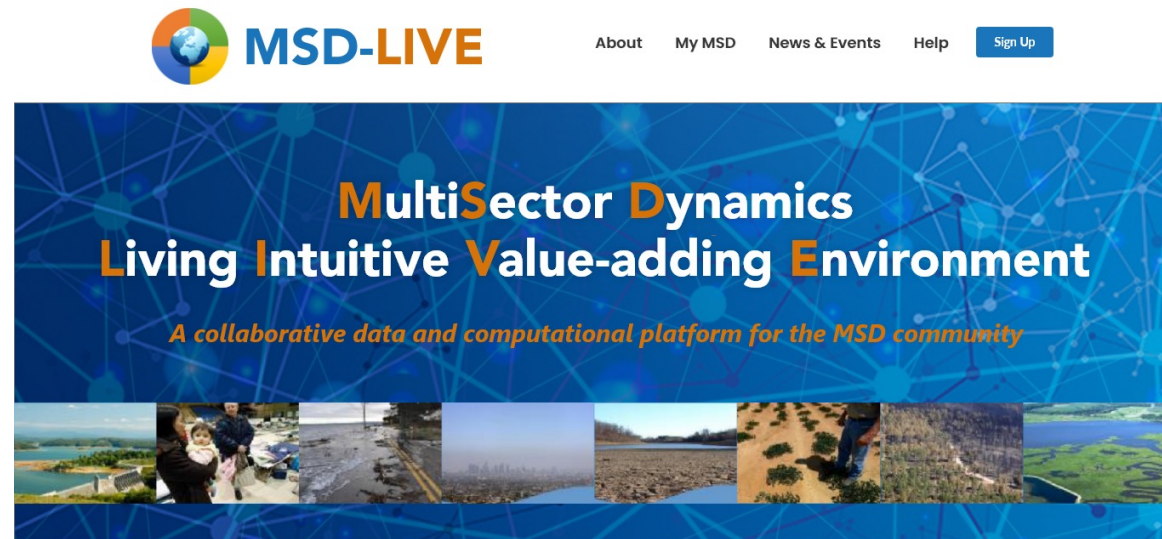 MSD-LIVE
About My MSD News & Events Help Sign Up
MultiSector Dynamics
Living Intuitive Value-adding Environment
A collaborative data and computational platform for the MSD community